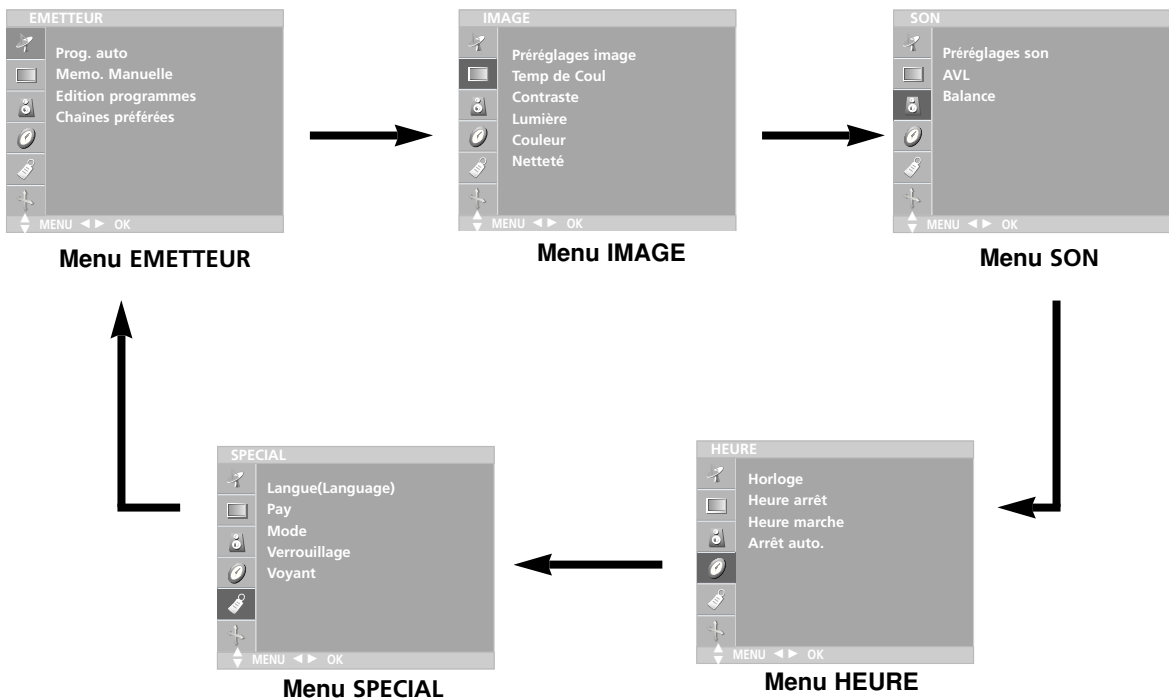 EMETTEUR
Prog. auto
Memo. Manuelle
Edition programmes
Chaînes préférées
MENU ◄ ► OK
Menu EMETTEUR
IMAGE
Préréglages image
Temp de Coul
Contraste
Lumière
Couleur
Netteté
MENU ◄ ► OK
Menu IMAGE
SON
Préréglages son
AVL
Balance
MENU ◄ ► OK
Menu SON
SPECIAL
Langue(Language)
Pay
Mode
Verrouillage
Voyant
MENU ◄ ► OK
Menu SPECIAL
HEURE
Horloge
Heure arrêt
Heure marche
Arrêt auto.
MENU ◄ ► OK
Menu HEURE